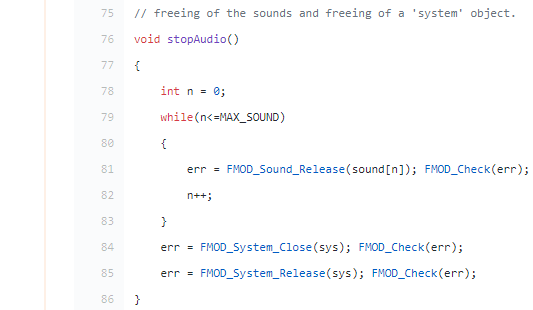 75 // freeing of the sounds and freeing of a 'system' object.
76 void stopAudio()
77 {
78     int n = 0;
79     while(n<=MAX_SOUND)
80     {
81         err = FMOD_Sound_Release(sound[n]); FMOD_Check(err);
82         n++;
83     }
84     err = FMOD_System_Close(sys); FMOD_Check(err);
85     err = FMOD_System_Release(sys); FMOD_Check(err);
86 }